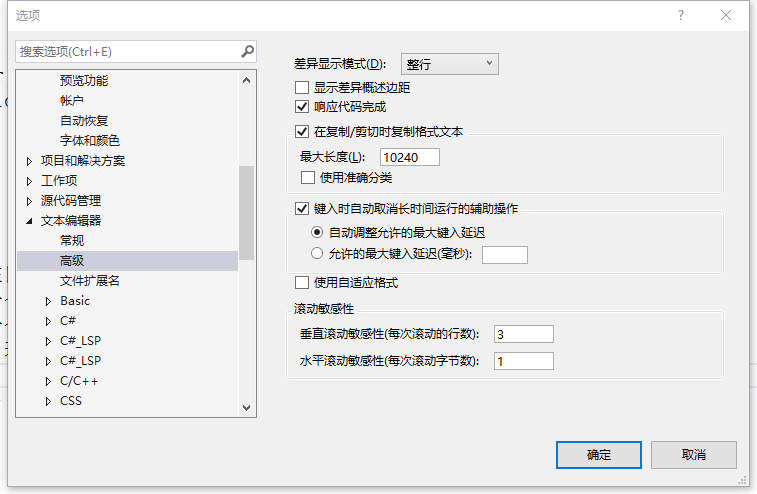 选项
搜索选项(Ctrl+E)
预览功能
帐户
自动恢复
字体和颜色
项目和解决方案
工作项
源代码管理
文本编辑器
常规
高级
文件扩展名
Basic
C#
C#_LSP
C#_LSP
C/C++
CSS
差异显示模式(D):
整行
显示差异概述边距
响应代码完成
在复制/剪切时复制格式文本
最大长度(L):
10240
使用准确分类
键入时自动取消长时间运行的辅助操作
自动调整允许的最大键入延迟
允许的最大键入延迟(毫秒):
使用自适应格式
滚动敏感性
垂直滚动敏感性(每次滚动的行数):
3
水平滚动敏感性(每次滚动字节数):
1
确定
取消